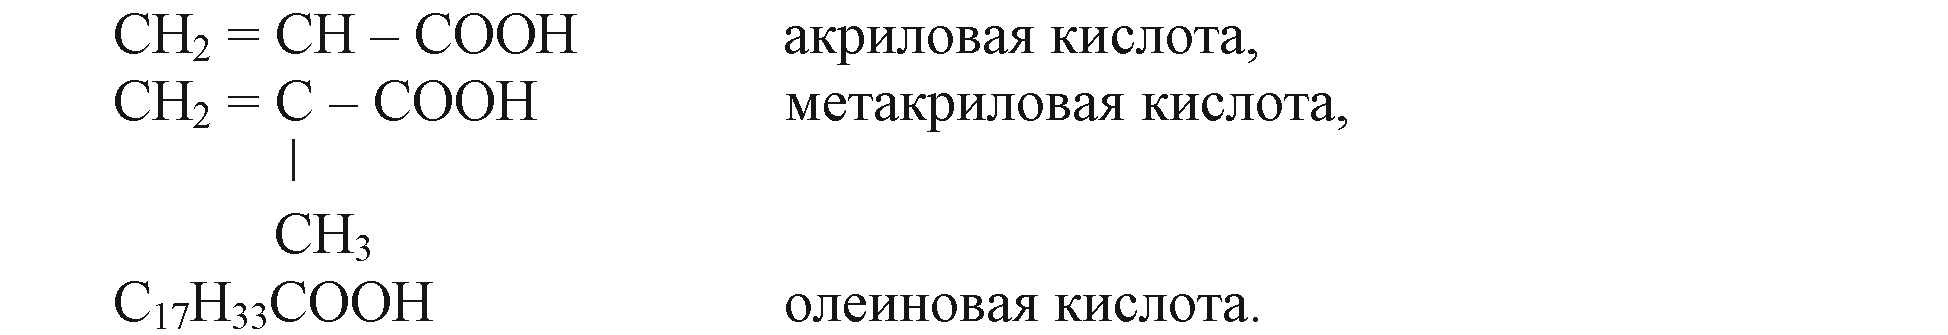 CH₂ = CH – COOH акриловая кислота,
CH₂ = C – COOH метакриловая кислота,
|
CH₃
C₁₇H₃₃COOH олеиновая кислота.